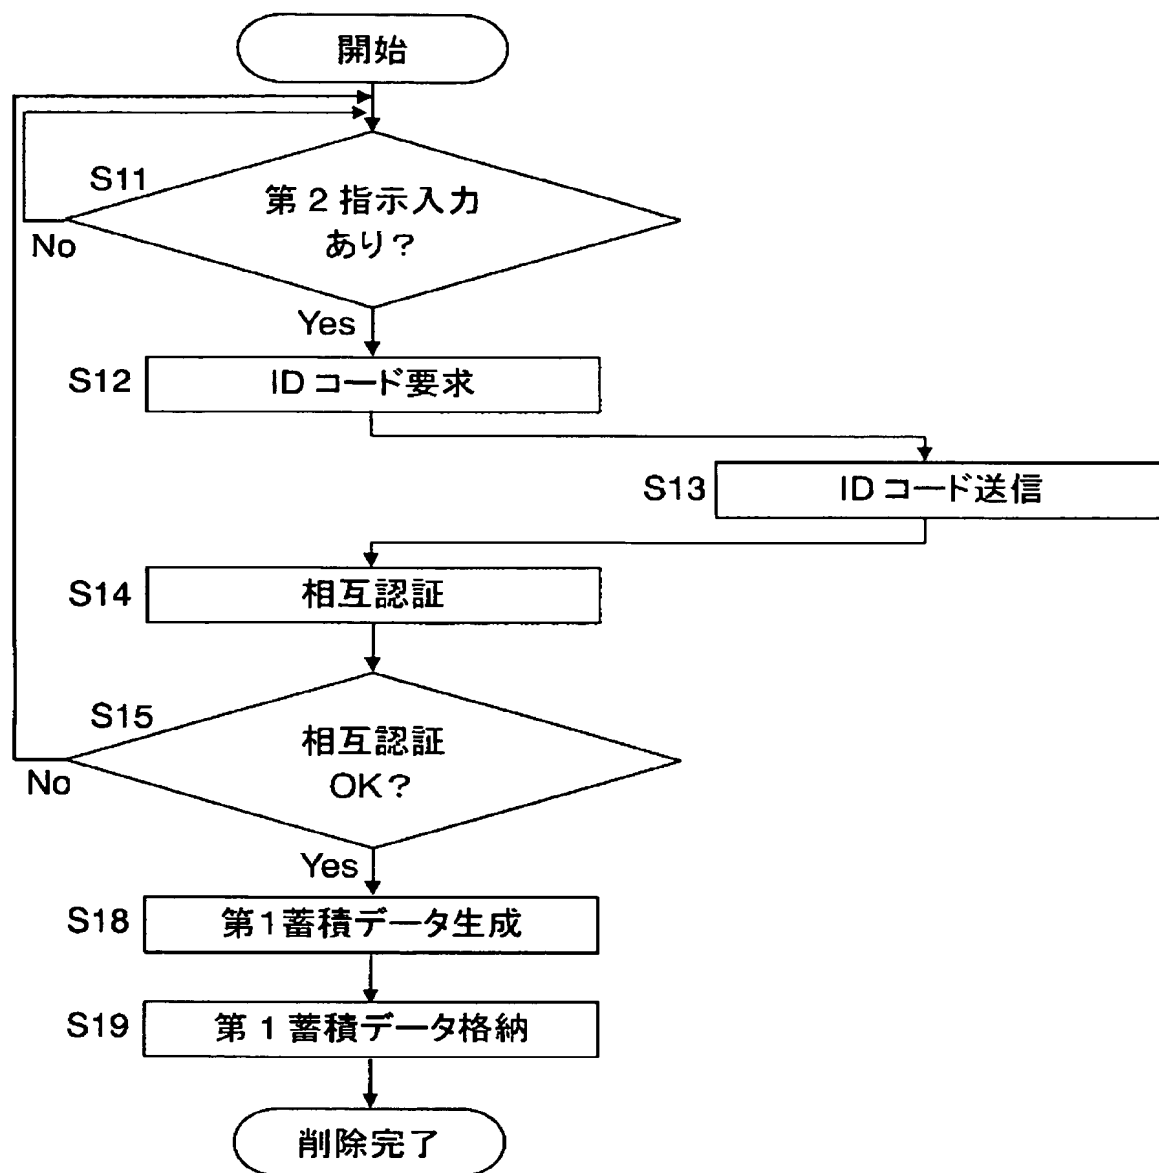 開始
S11
第2指示入力
あり?
No
Yes
S12
IDコード要求
S13
IDコード送信
S14
相互認証
S15
相互認証
OK?
No
Yes
S18
第1蓄積データ生成
S19
第1蓄積データ格納
削除完了